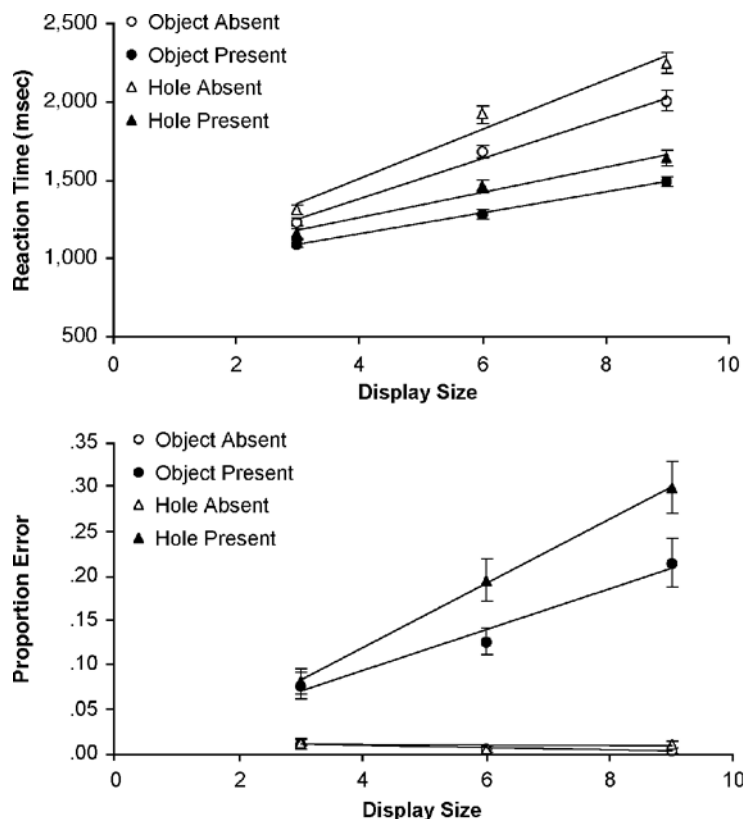 Object Absent
Object Present
Hole Absent
Hole Present
Reaction Time (msec)
2,500
2,000
1,500
1,000
500
0 2 4 6 8 10
Display Size
Object Absent
Object Present
Hole Absent
Hole Present
Proportion Error
.35
.30
.25
.20
.15
.10
.05
.00
0 2 4 6 8 10
Display Size